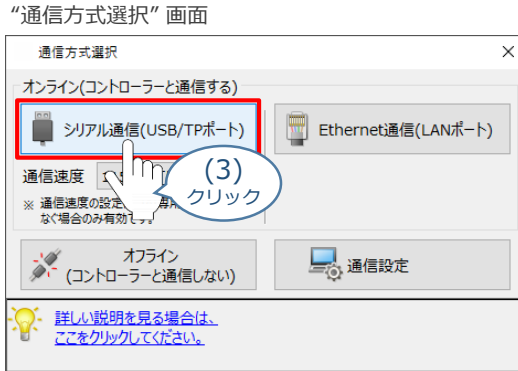 “通信方式選択” 画面
通信方式選択
オンライン(コントローラーと通信する)
シリアル通信(USB/TPポート)
Ethernet通信(LANポート)
通信速度
(3)
クリック
※ 通信速度の設定
なぐ場合のみ有効です。
オフライン
(コントローラーと通信しない)
通信設定
詳しい説明を見る場合は、
ここをクリックしてください。